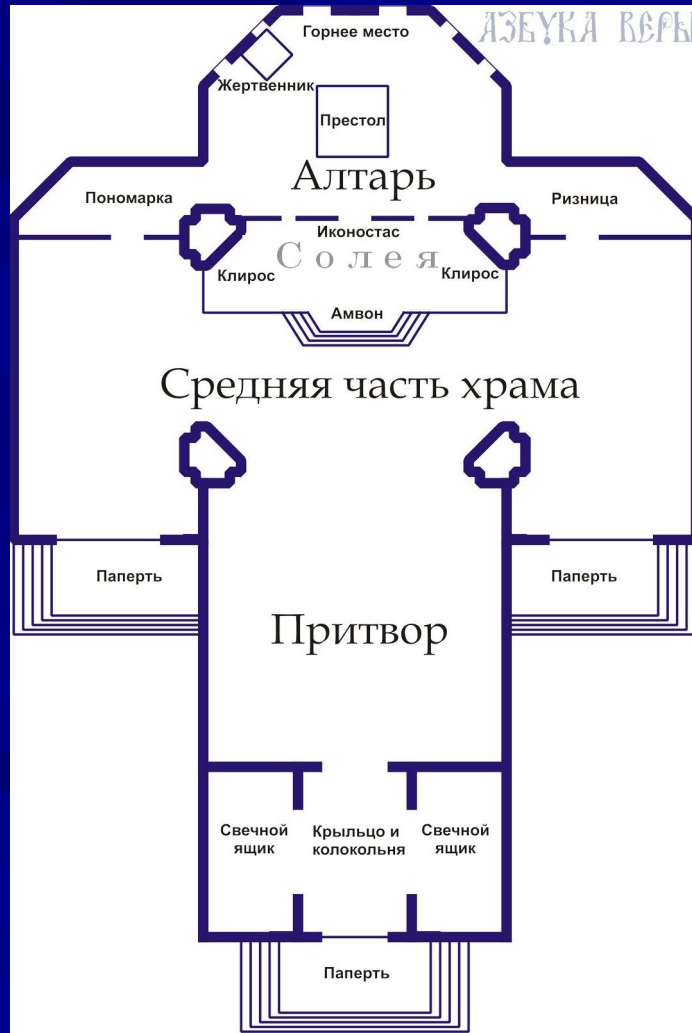 АЗБУКА ВЕРЫ
Горнее место
Жертвенник
Престол
Алтарь
Пономарка
Ризница
Иконостас
Солея
Клирос
Клирос
Амвон
Средняя часть храма
Паперть
Паперть
Притвор
Свечной
ящик
Крыльцо и
колокольня
Свечной
ящик
Паперть